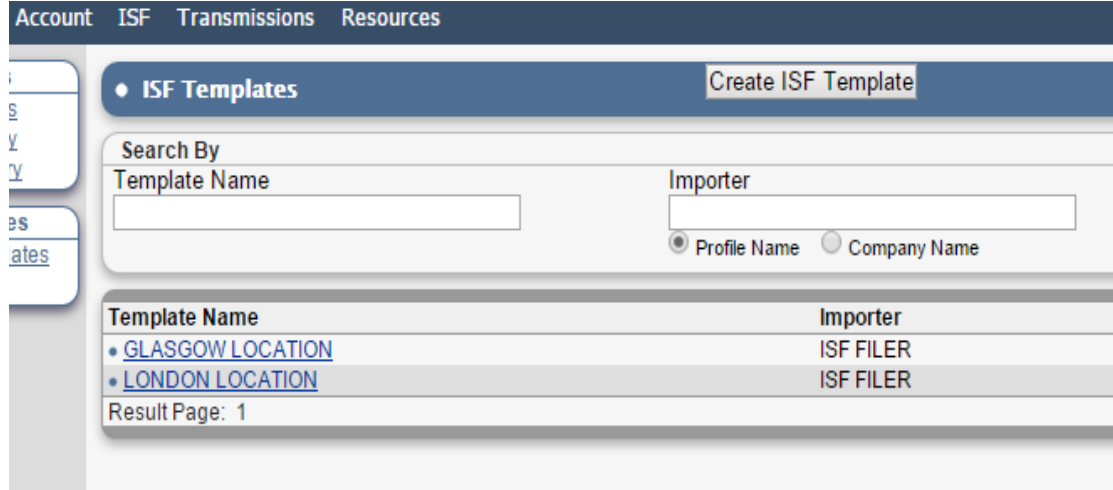 Account ISF Transmissions Resources
ISF Templates
Create ISF Template
Search By
Template Name Importer
Profile Name Company Name
Template Name Importer
GLASGOW LOCATION ISF FILER
LONDON LOCATION ISF FILER
Result Page: 1